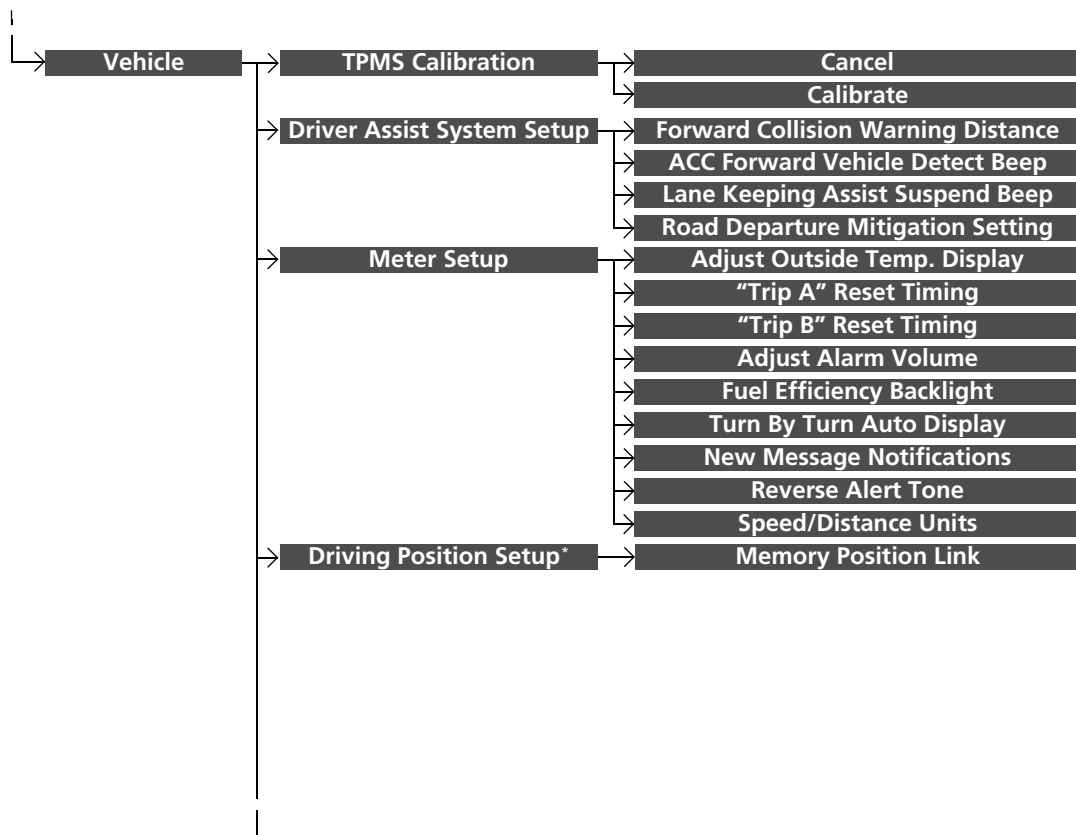 Vehicle
TPMS Calibration
Cancel
Calibrate
Driver Assist System Setup
Forward Collision Warning Distance
ACC Forward Vehicle Detect Beep
Lane Keeping Assist Suspend Beep
Road Departure Mitigation Setting
Meter Setup
Adjust Outside Temp. Display
“Trip A” Reset Timing
“Trip B” Reset Timing
Adjust Alarm Volume
Fuel Efficiency Backlight
Turn By Turn Auto Display
New Message Notifications
Reverse Alert Tone
Speed/Distance Units
Driving Position Setup*
Memory Position Link